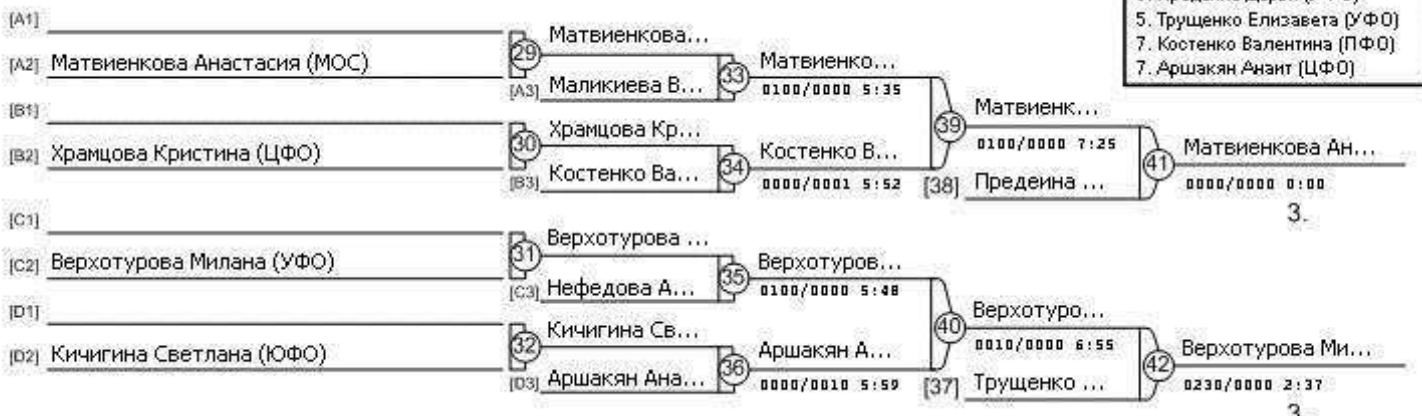 5. Трущенко Елизавета (УФО)
7. Костенко Валентина (ПФО)
7. Аршакян Анаит (ЦФО)
[A1]
[A2] Матвиенкова Анастасия (МОС)
29
Матвиенкова...
[A3] Маликиева В...
33
Матвиенко...
0100/0000 5:35
[B1]
[B2] Храмцова Кристина (ЦФО)
30
Храмцова Кр...
[B3] Костенко Ва...
34
Костенко В...
0000/0001 5:52
39
Матвиенк...
0100/0000 7:25
[38] Предеина ...
41
Матвиенкова Ан...
0000/0000 0:00
3.
[C1]
[C2] Верхотурова Милана (УФО)
31
Верхотурова ...
[C3] Нефедова А...
35
Верхотуров...
0100/0000 5:48
[D1]
[D2] Кичигина Светлана (ЮФО)
32
Кичигина Св...
[D3] Аршакян Ана...
36
Аршакян А...
0000/0010 5:59
40
Верхотуро...
0010/0000 6:55
[37] Трущенко ...
42
Верхотурова Ми...
0230/0000 2:37
3.